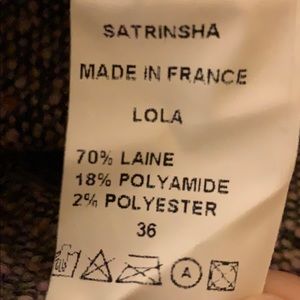 SATRINSHA
MADE IN FRANCE
LOLA
70% LAINE
18% POLYAMIDE
2% POLYESTER
36
A